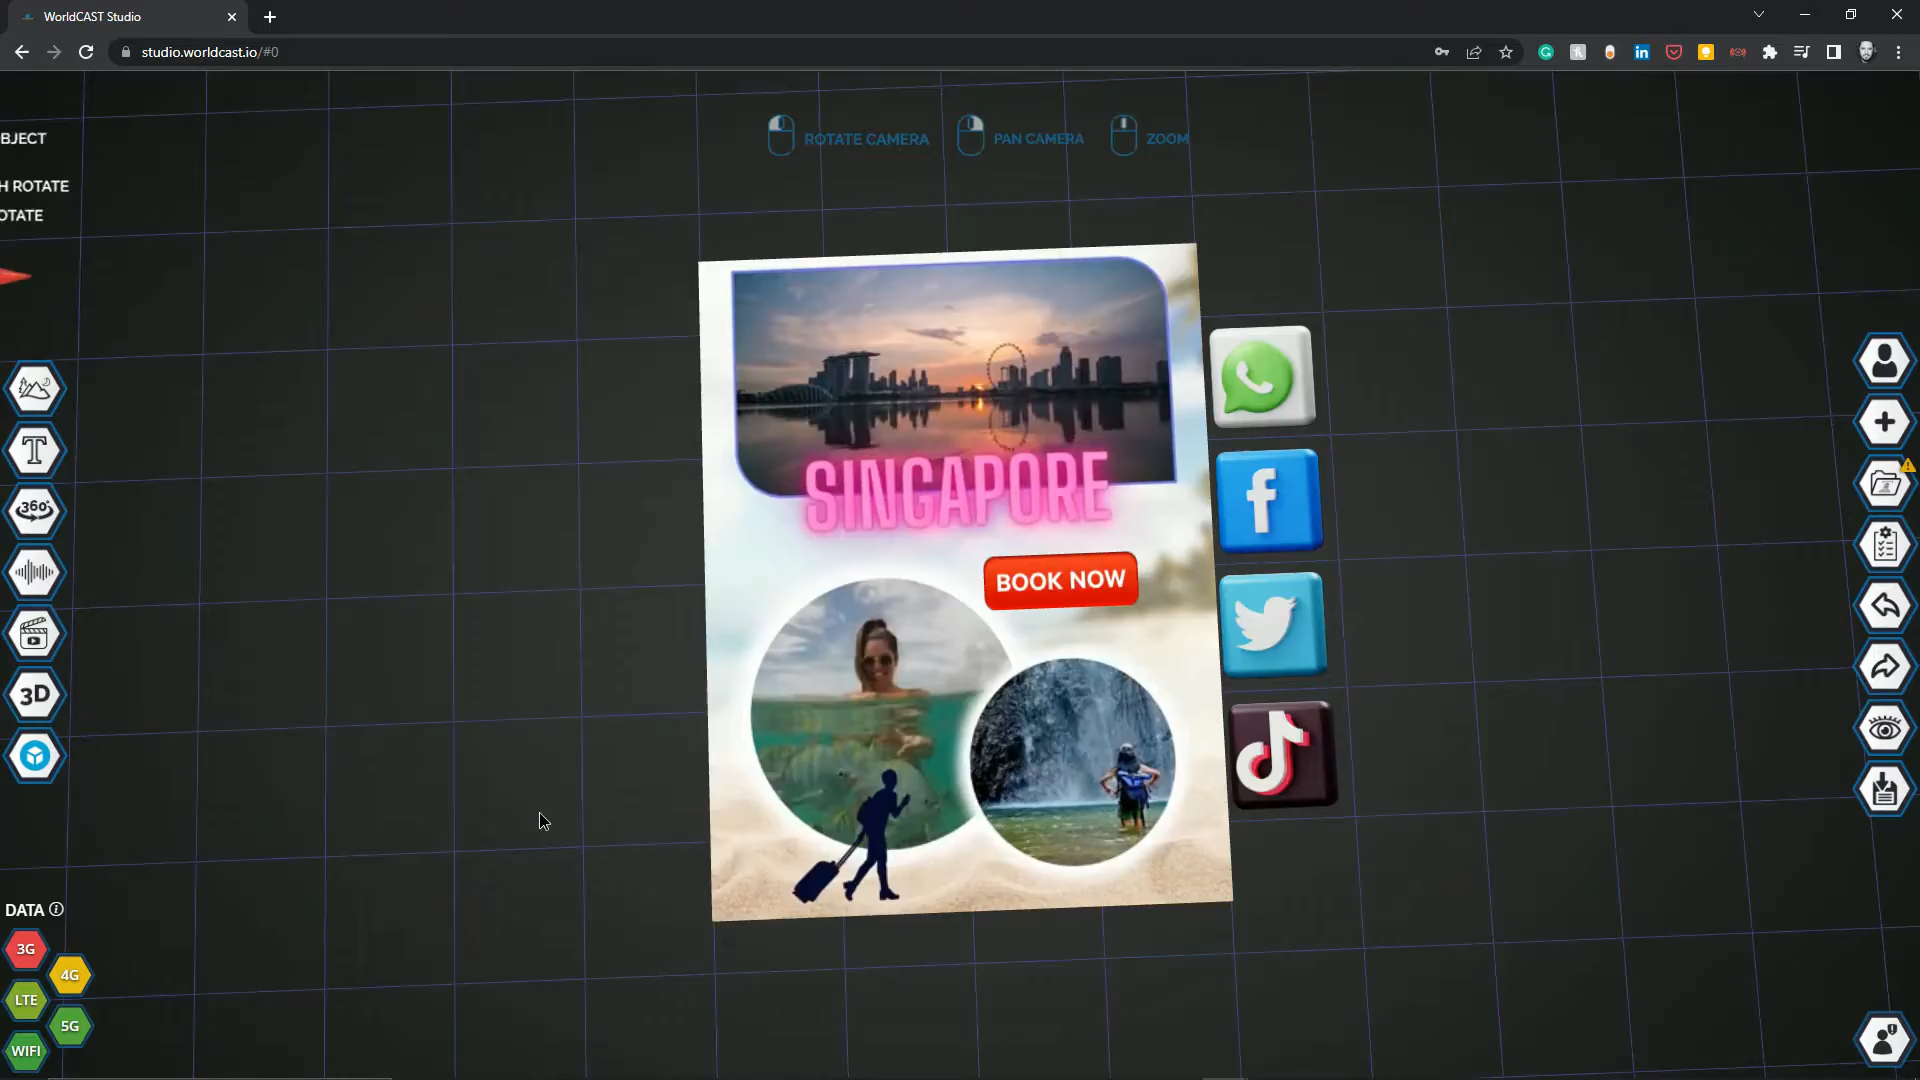 WorldCAST Studio
studio.worldcast.io/#0
BJECT
ROTATE CAMERA
PAN CAMERA
ZOOM
H ROTATE
OTATE
SINGAPORE
BOOK NOW
T
360°
3D
DATA
3G
4G
LTE
5G
WIFI